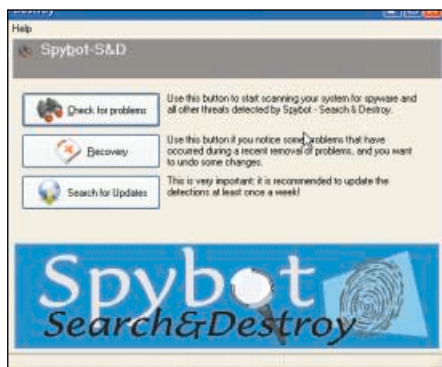 Destroy
Help
Spybot-S&D
Check for problems
Use this button to start scanning your system for spyware and
all other threats detected by Spybot - Search & Destroy.
Recovery
Use this button if you notice some problems that have
occurred during a recent removal of problems, and you want
to undo some changes.
Search for Updates
This is very important: it is recommended to update the
detections at least once a week!
Spybot
Search&Destroy